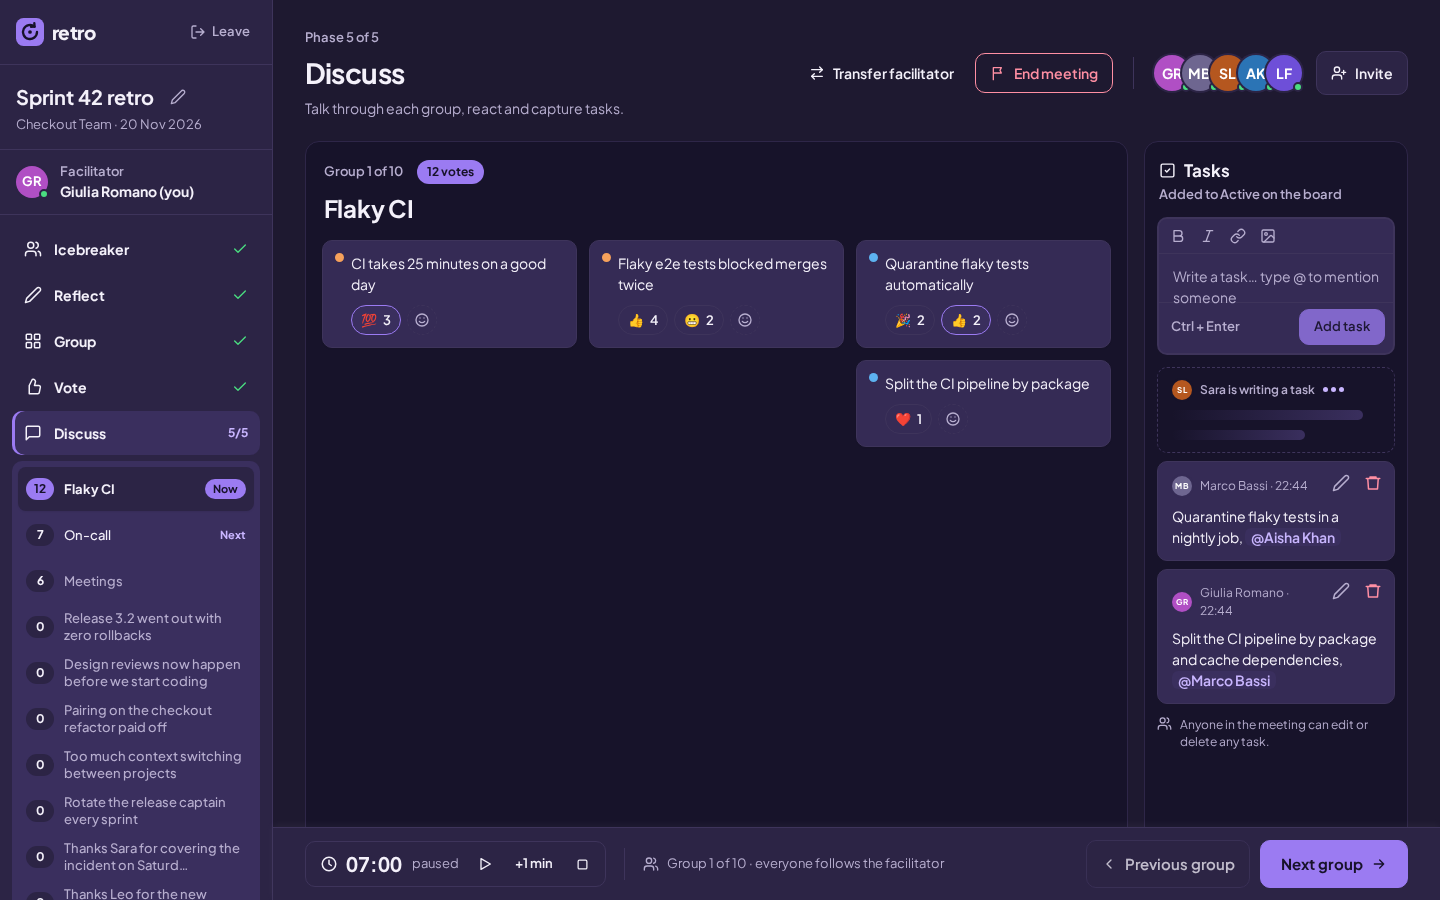 retro
Leave
Sprint 42 retro
Checkout Team · 20 Nov 2026
GR
Facilitator
Giulia Romano (you)
Icebreaker
Reflect
Group
Vote
Discuss
5/5
12
Flaky CI
Now
7
On-call
Next
6
Meetings
0
Release 3.2 went out with
zero rollbacks
0
Design reviews now happen
before we start coding
0
Pairing on the checkout
refactor paid off
0
Too much context switching
between projects
0
Rotate the release captain
every sprint
0
Thanks Sara for covering the
incident on Saturd...
Thanks Leo for the new
Phase 5 of 5
Discuss
Talk through each group, react and capture tasks.
Transfer facilitator
End meeting
GR
MB
SL
AK
LF
Invite
Group 1 of 10
12 votes
Flaky CI
CI takes 25 minutes on a good
day
💯 3
Flaky e2e tests blocked merges
twice
👍 4
😬 2
Quarantine flaky tests
automatically
🎉 2
👍 2
Split the CI pipeline by package
❤️ 1
Tasks
Added to Active on the board
Write a task... type @ to mention
someone
Ctrl + Enter
Add task
SL
Sara is writing a task
MB
Marco Bassi · 22:44
Quarantine flaky tests in a
nightly job, @Aisha Khan
GR
Giulia Romano ·
22:44
Split the CI pipeline by package
and cache dependencies,
@Marco Bassi
Anyone in the meeting can edit or
delete any task.
07:00
paused
+1 min
Group 1 of 10 · everyone follows the facilitator
Previous group
Next group